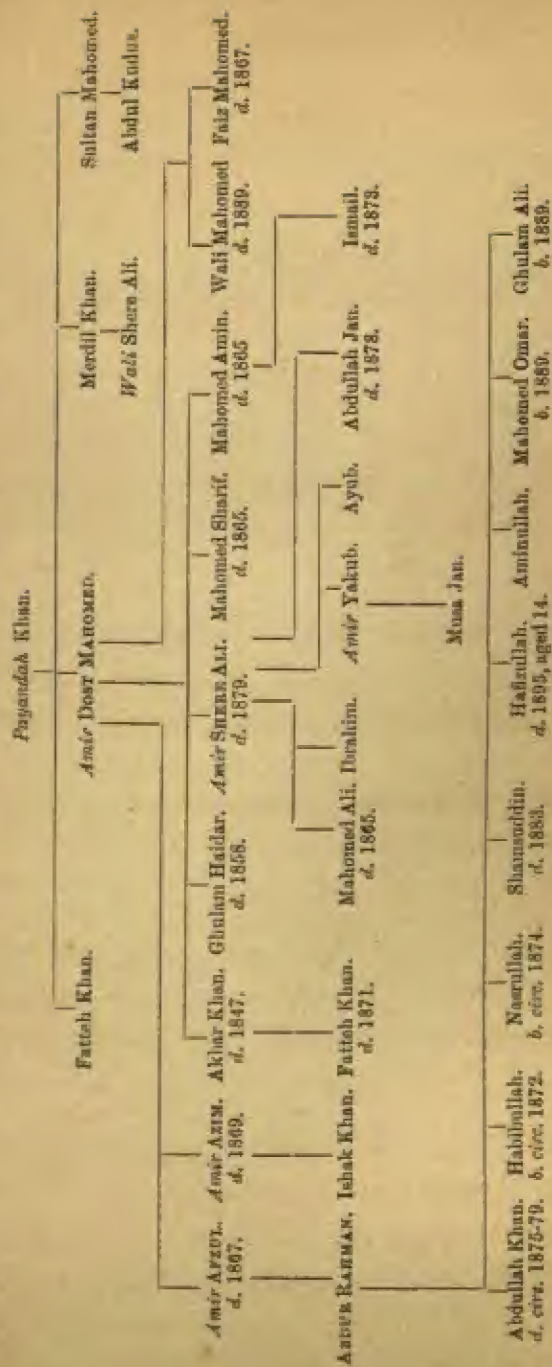 Payandah Khan.
Fatteh Khan.
Amir DOST MAHOMED.
Merdil Khan.
Sultan Mahomed.
Wali Shere Ali.
Abdul Kudus.
Amir AFZUL.
d. 1867.
Amir AZIM.
d. 1869.
Akbar Khan.
d. 1847.
Ghulam Haidar.
d. 1858.
Amir SHERE ALI.
d. 1879.
Mahomed Sharif.
d. 1865.
Mahomed Amin.
d. 1865
Wali Mahomed
d. 1889.
Faiz Mahomed.
d. 1867.
ABDUR RAHMAN.
Ishak Khan.
Fatteh Khan.
d. 1871.
Mahomed Ali.
d. 1865.
Ibrahim.
Amir Yakub.
Ayub.
Abdullah Jan.
d. 1878.
Ismail.
d. 1873.
Musa Jan.
Abdullah Khan.
d. circ. 1875-79.
Habibullah.
b. circ. 1872.
Nasrullah.
b. circ. 1874.
Shamsuddin.
d. 1883.
Hafizullah.
d. 1895, aged 14.
Aminullah.
Mahomed Omar.
b. 1889.
Ghulam Ali.
b. 1889.